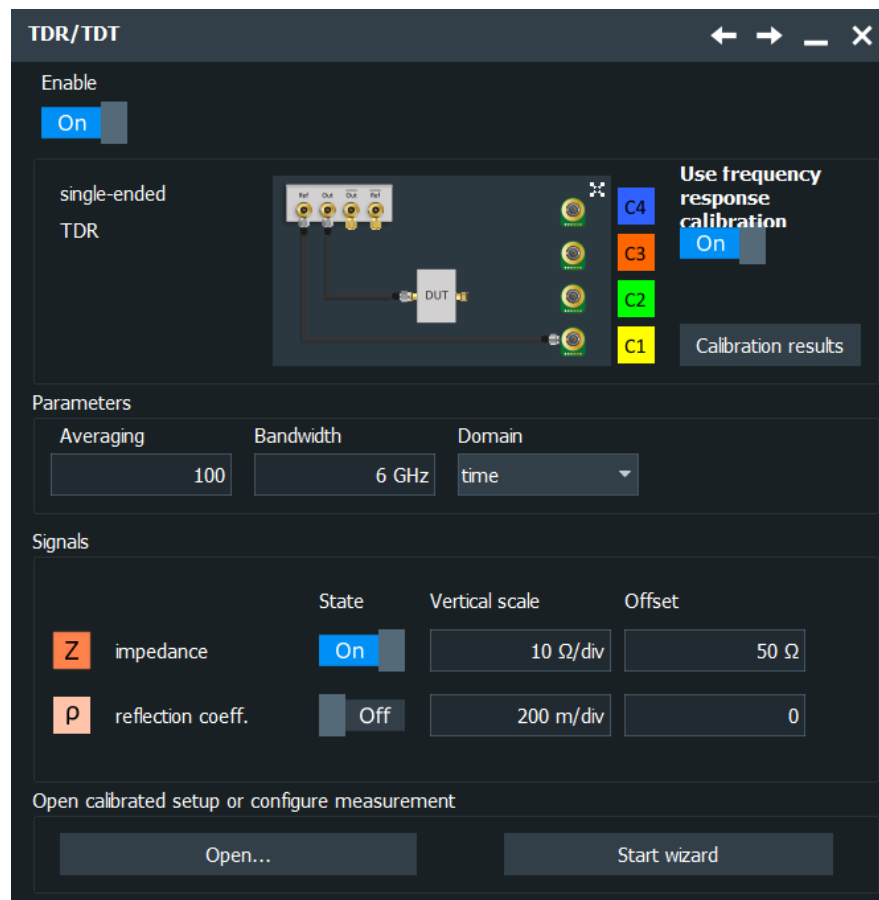 TDR/TDT
Enable
On
single-ended
TDR
Ref Out Out Ref
DUT
C4
C3
C2
C1
Use frequency
response
calibration
On
Calibration results
Parameters
Averaging Bandwidth Domain
100 6 GHz time
Signals
State Vertical scale Offset
Z impedance On 10 Ω/div 50 Ω
ρ reflection coeff. Off 200 m/div 0
Open calibrated setup or configure measurement
Open... Start wizard